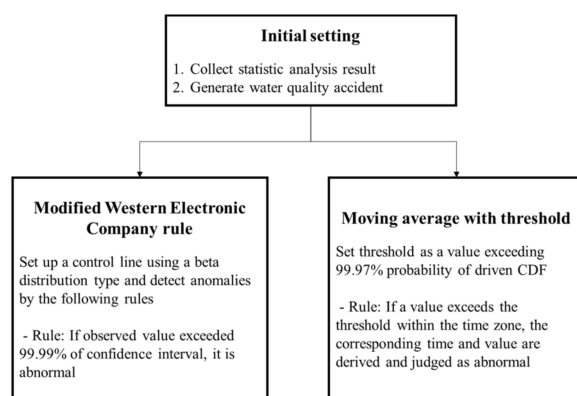 Initial setting
1. Collect statistic analysis result
2. Generate water quality accident
Modified Western Electronic
Company rule
Set up a control line using a beta
distribution type and detect anomalies
by the following rules
- Rule: If observed value exceeded
99.99% of confidence interval, it is
abnormal
Moving average with threshold
Set threshold as a value exceeding
99.97% probability of driven CDF
- Rule: If a value exceeds the
threshold within the time zone, the
corresponding time and value are
derived and judged as abnormal